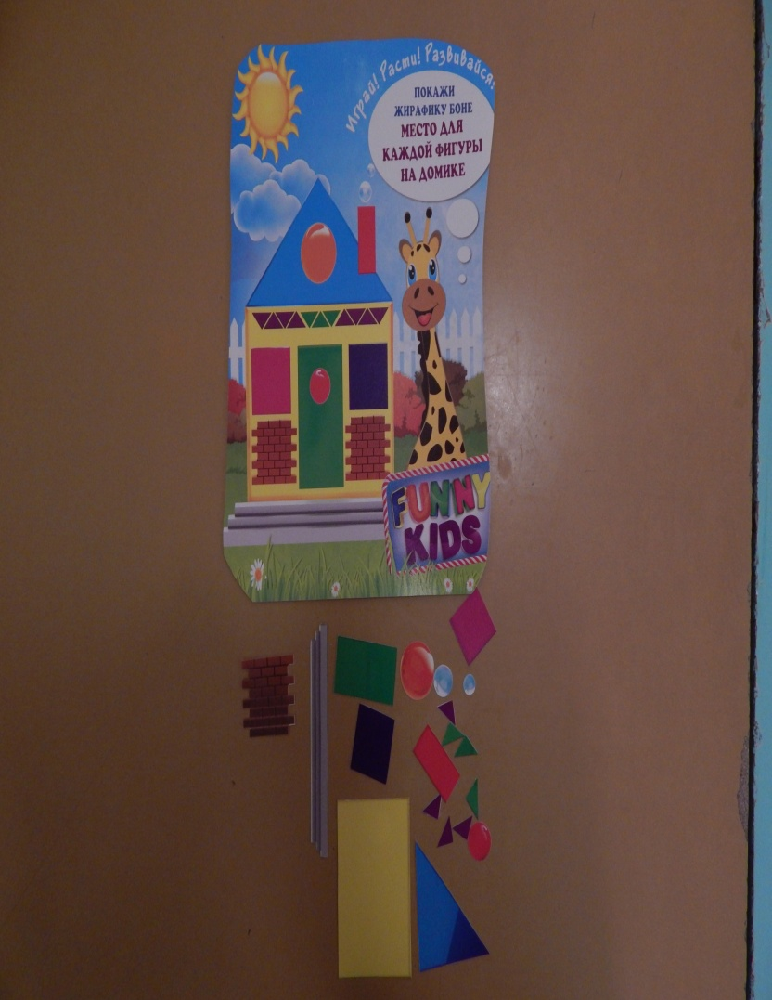 Играй! Расти! Развивайся!
ПОКАЖИ
ЖИРАФИКУ БОНЕ
МЕСТО ДЛЯ
КАЖДОЙ ФИГУРЫ
НА ДОМИКЕ
FUNNY
KIDS